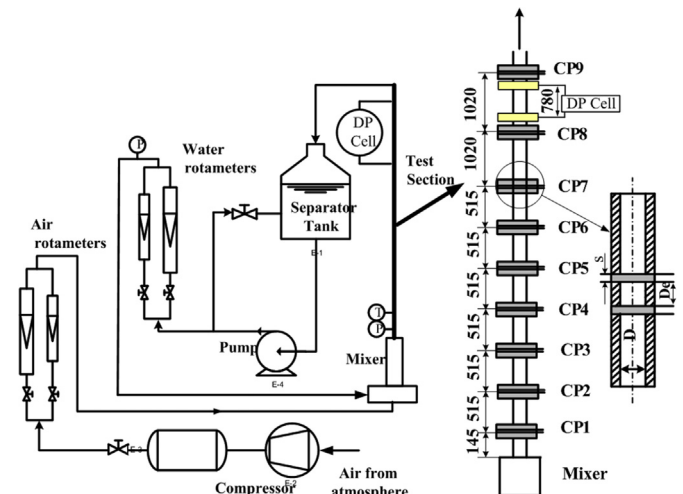 P
Water
rotameters
Air
rotameters
DP
Cell
Separator
Tank
E-1
Test
Section
Pump
E-4
T
P
Mixer
E-3
E-2
Compressor
Air from
atmosphere
CP9
780
DP Cell
1020
CP8
1020
CP7
515
CP6
515
CP5
515
CP4
515
CP3
515
CP2
515
CP1
145
Mixer
s
De
D